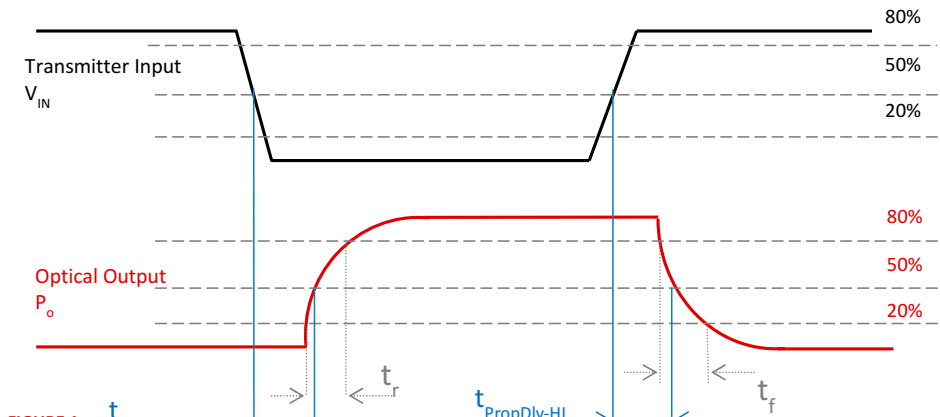 80%
Transmitter Input
50%
V_IN
20%
80%
Optical Output
50%
P_o
20%
t_r
t_f
t
t_PropDly-HL